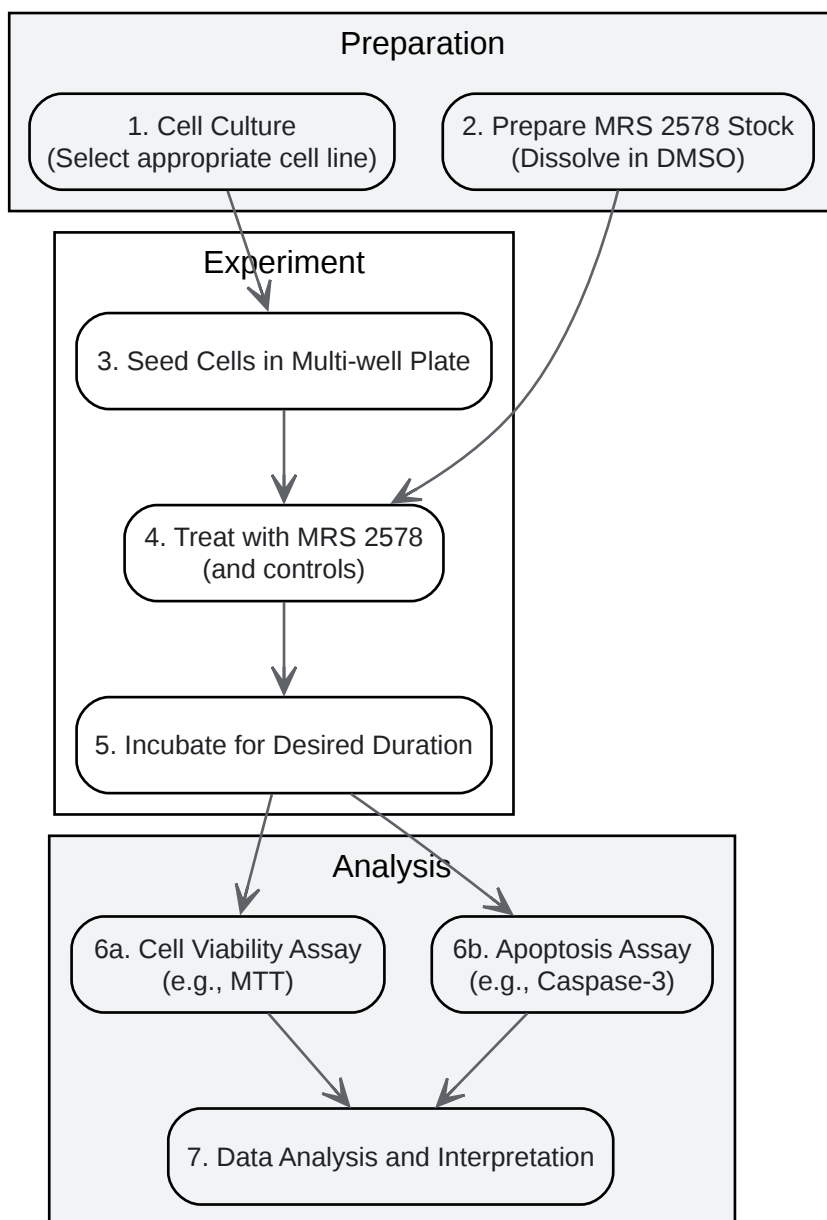 Preparation
1. Cell Culture
(Select appropriate cell line)
2. Prepare MRS 2578 Stock
(Dissolve in DMSO)
Experiment
3. Seed Cells in Multi-well Plate
4. Treat with MRS 2578
(and controls)
5. Incubate for Desired Duration
Analysis
6a. Cell Viability Assay
(e.g., MTT)
6b. Apoptosis Assay
(e.g., Caspase-3)
7. Data Analysis and Interpretation